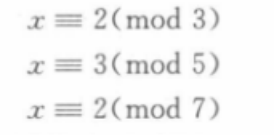 x ≡ 2(mod 3)
x ≡ 3(mod 5)
x ≡ 2(mod 7)